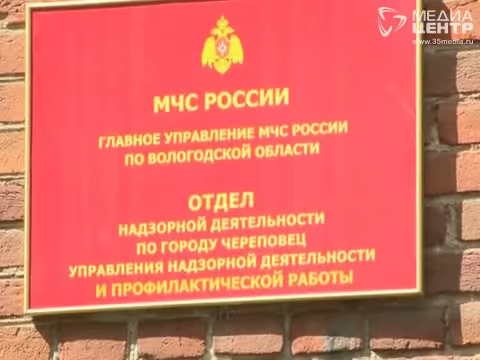 МЕДИА
ЦЕНТР
www.35media.ru
МЧС РОССИИ
ГЛАВНОЕ УПРАВЛЕНИЕ МЧС РОССИИ
ПО ВОЛОГОДСКОЙ ОБЛАСТИ
ОТДЕЛ
НАДЗОРНОЙ ДЕЯТЕЛЬНОСТИ
ПО ГОРОДУ ЧЕРЕПОВЕЦ
УПРАВЛЕНИЯ НАДЗОРНОЙ ДЕЯТЕЛЬНОСТИ
И ПРОФИЛАКТИЧЕСКОЙ РАБОТЫ